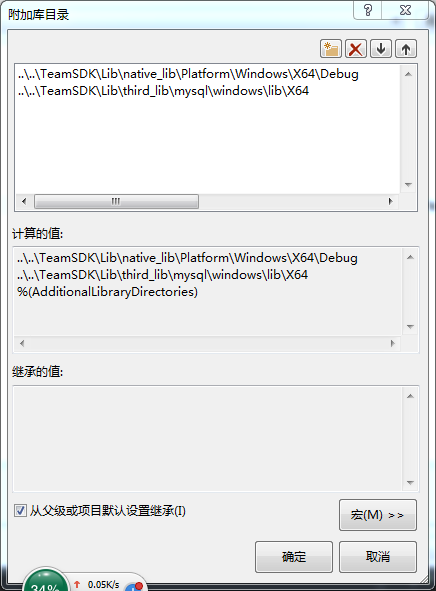 附加库目录
..\..\TeamSDK\Lib\native_lib\Platform\Windows\X64\Debug
..\..\TeamSDK\Lib\third_lib\mysql\windows\lib\X64
计算的值:
..\..\TeamSDK\Lib\native_lib\Platform\Windows\X64\Debug
..\..\TeamSDK\Lib\third_lib\mysql\windows\lib\X64
%(AdditionalLibraryDirectories)
继承的值:
从父级或项目默认设置继承(I)
宏(M) >>
确定
取消
34%
0.05K/s